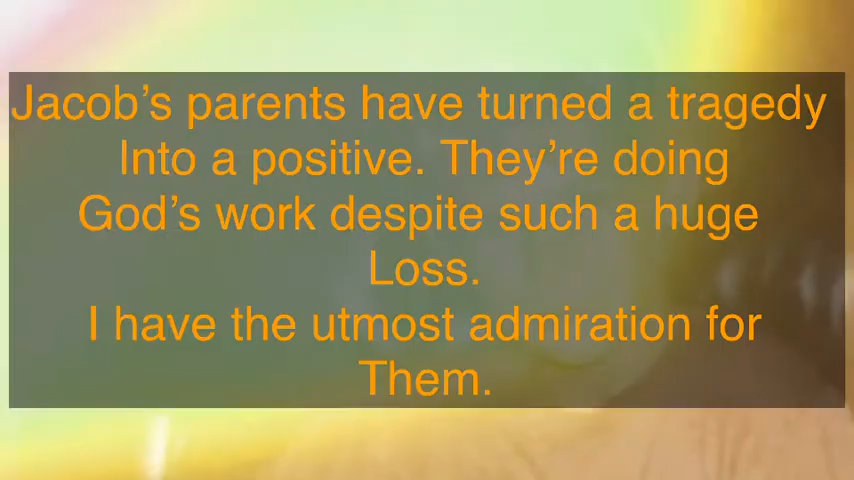 Jacob’s parents have turned a tragedy
Into a positive. They’re doing
God’s work despite such a huge
Loss.
I have the utmost admiration for
Them.